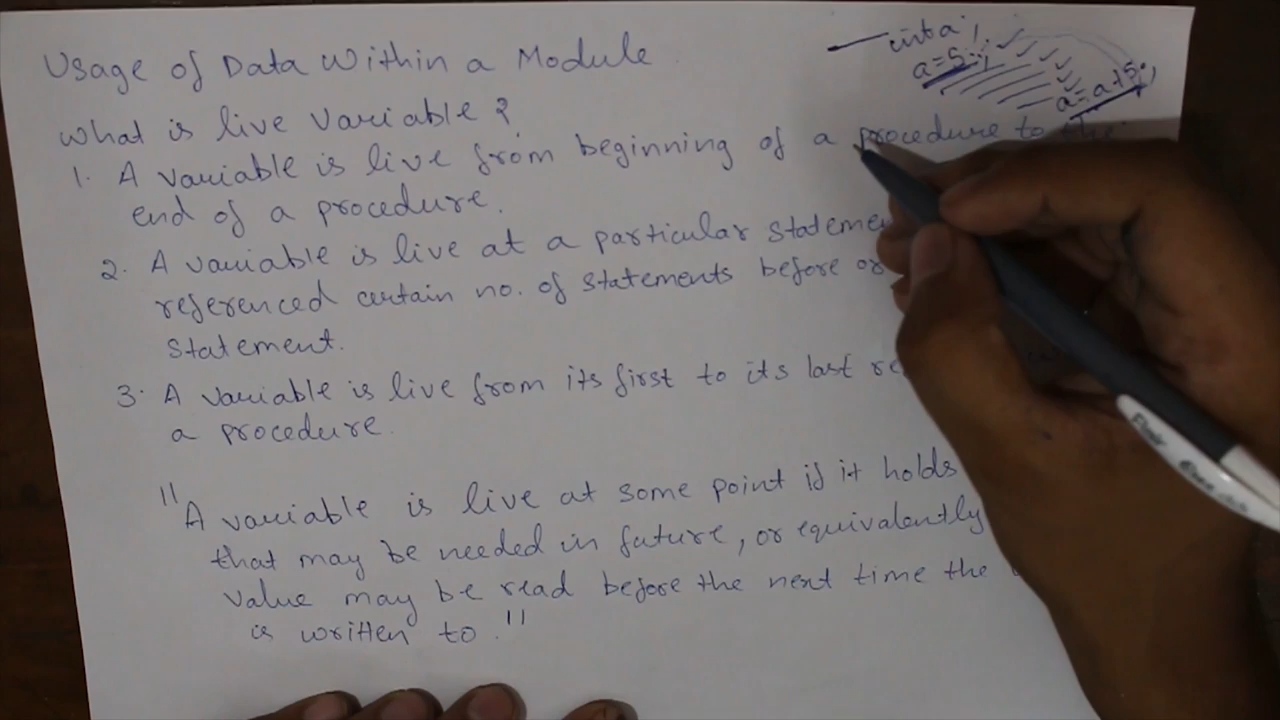 int a;
a=5;
a=a+5;
Usage of Data Within a Module
What is live variable ?
1. A variable is live from beginning of a procedure to the
end of a procedure.
2. A variable is live at a particular
referenced certain no. of statements before or
statement.
3. A variable is live from its first to its last
a procedure.
"A variable is live at some point if it holds
that may be needed in future, or equivalently
value may be read before the next time the
is written to."